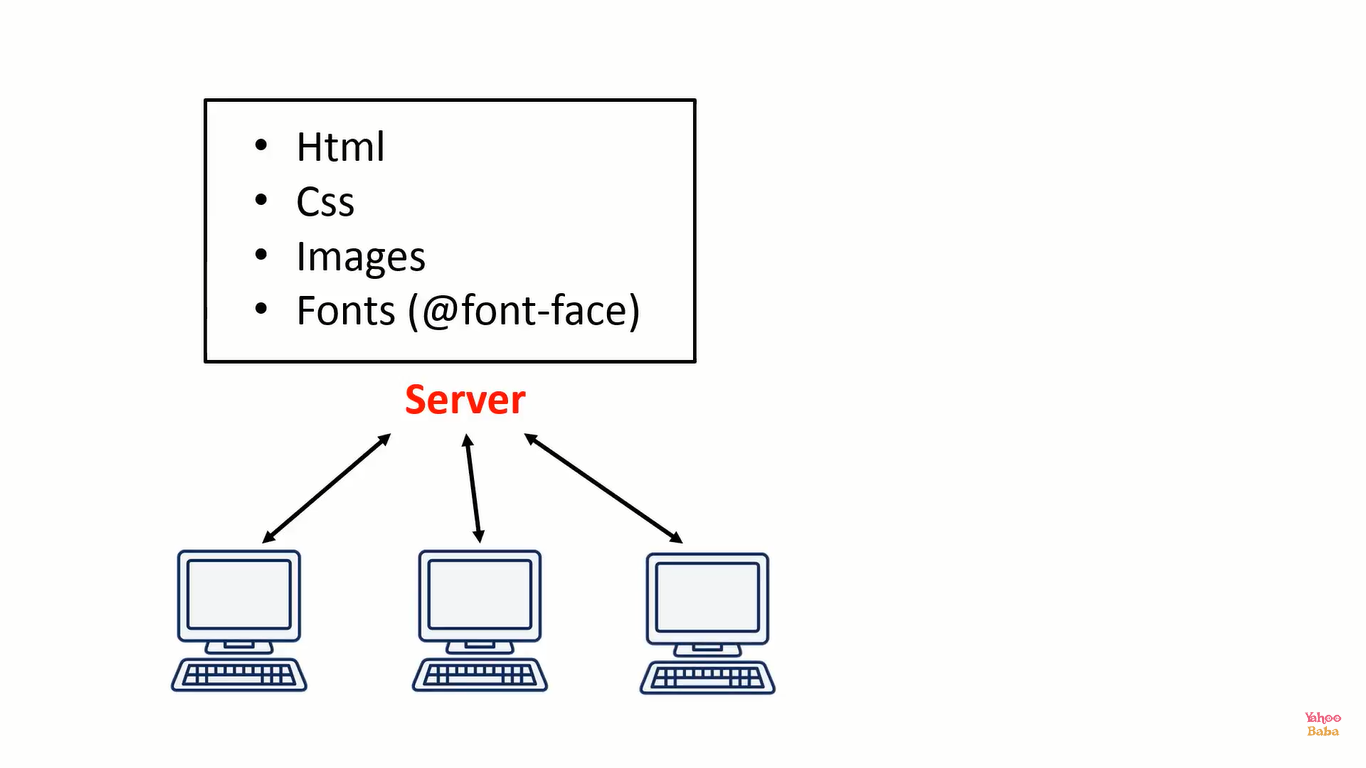 • Html
• Css
• Images
• Fonts (@font-face)
Server
Yahoo
Baba